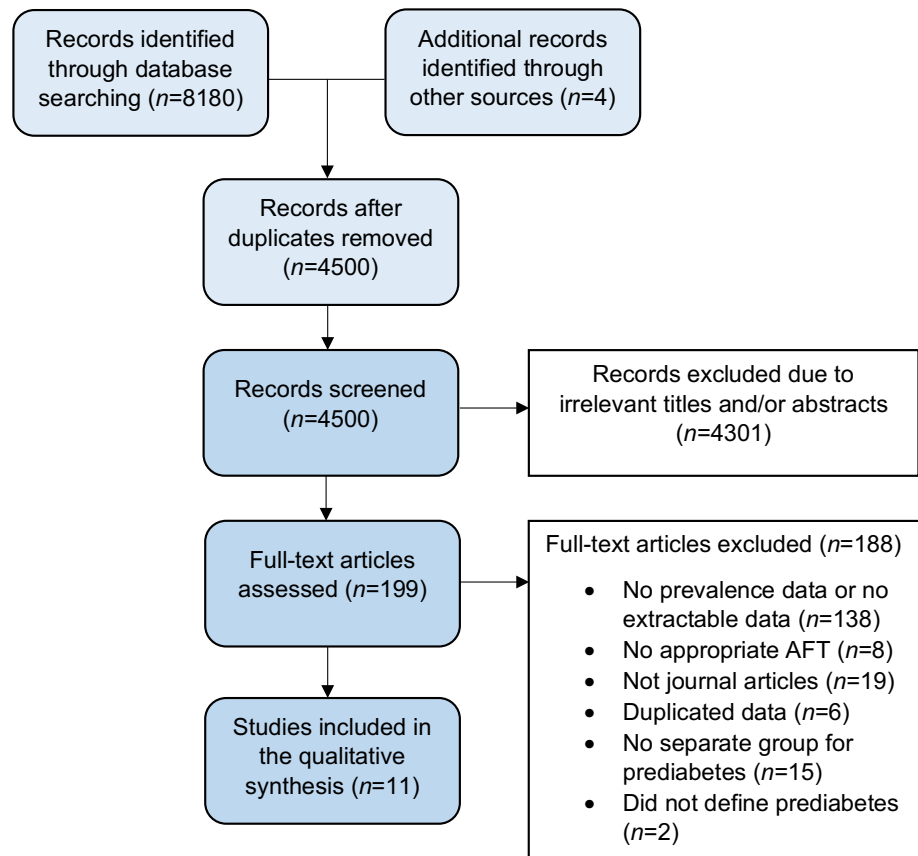 Records identified
through database
searching (n=8180)
Additional records
identified through
other sources (n=4)
Records after
duplicates removed
(n=4500)
Records screened
(n=4500)
Records excluded due to
irrelevant titles and/or abstracts
(n=4301)
Full-text articles
assessed (n=199)
Full-text articles excluded (n=188)
• No prevalence data or no
extractable data (n=138)
• No appropriate AFT (n=8)
• Not journal articles (n=19)
• Duplicated data (n=6)
• No separate group for
prediabetes (n=15)
• Did not define prediabetes
(n=2)
Studies included in
the qualitative
synthesis (n=11)